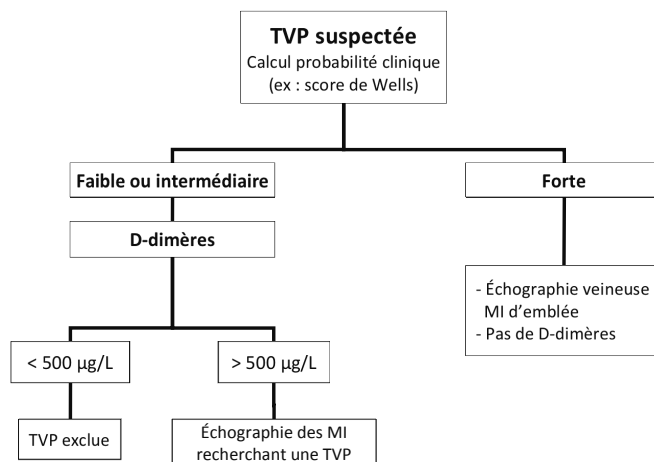 TVP suspectée
Calcul probabilité clinique
(ex : score de Wells)
Faible ou intermédiaire
Forte
D-dimères
- Échographie veineuse
MI d’emblée
- Pas de D-dimères
< 500 µg/L
> 500 µg/L
TVP exclue
Échographie des MI
recherchant une TVP